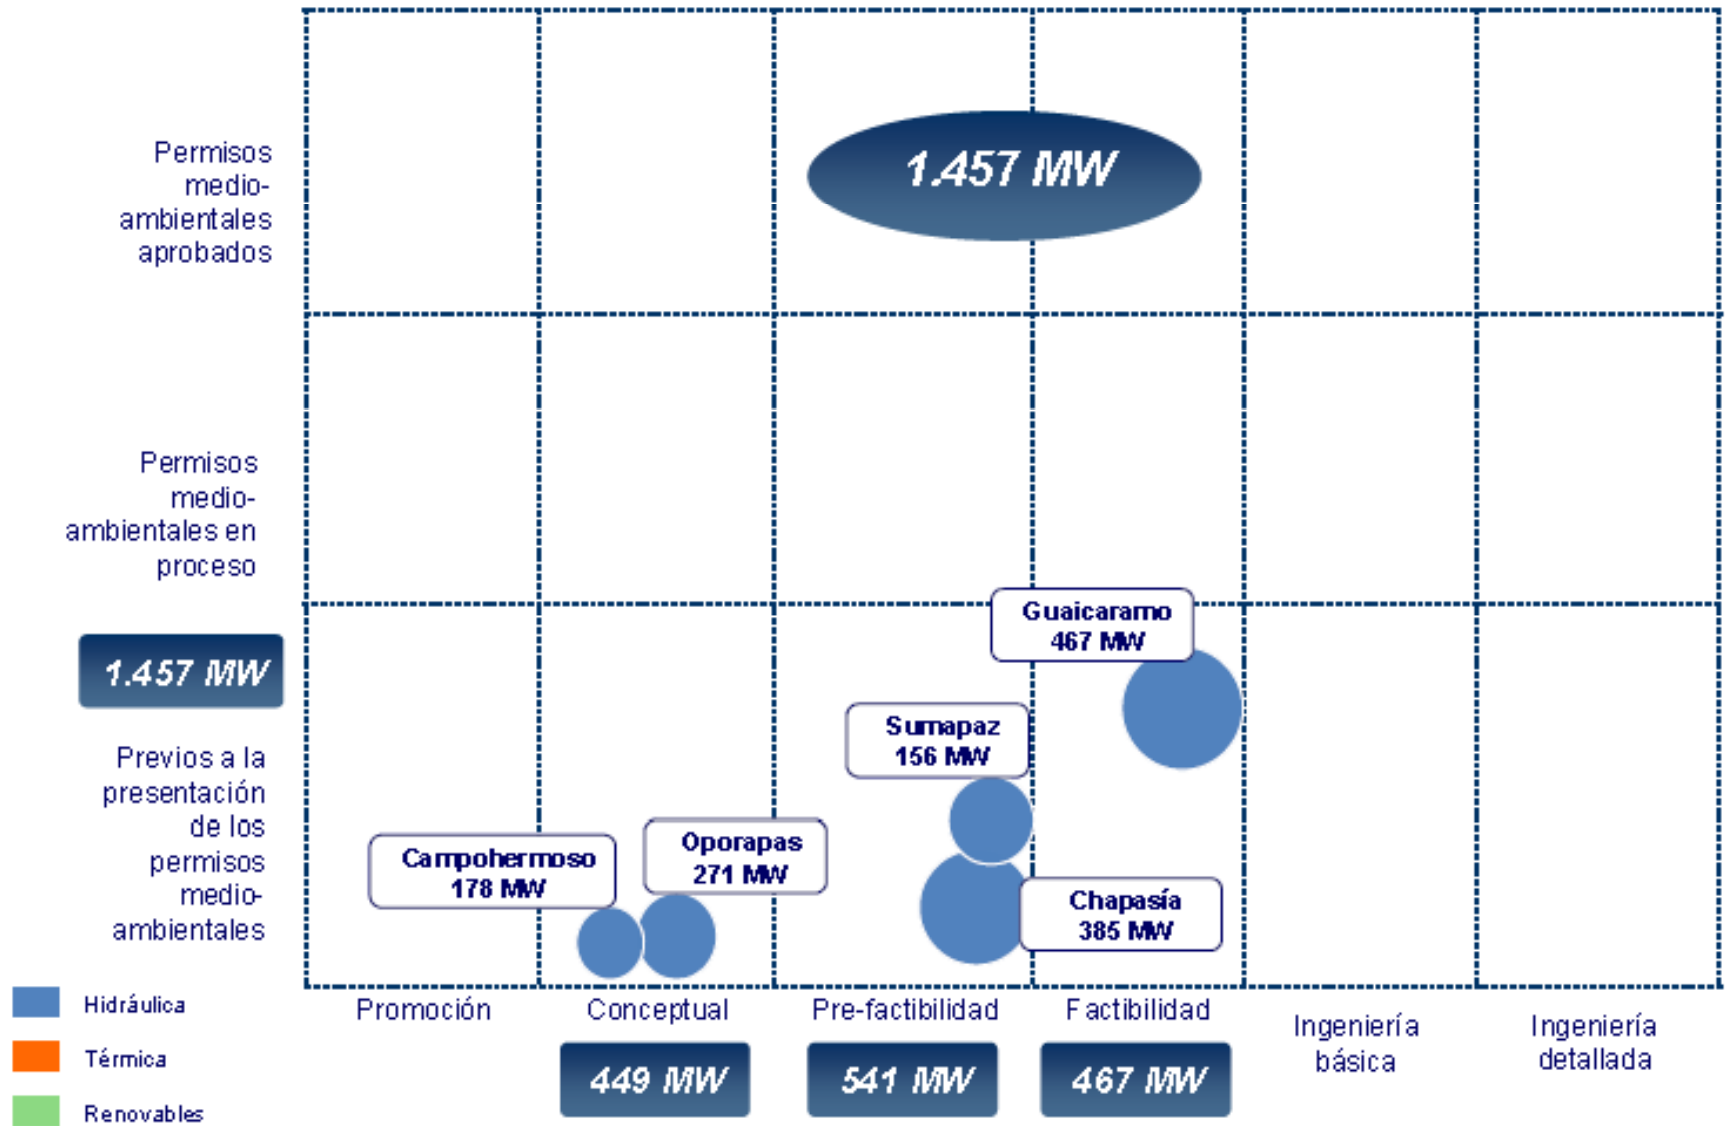 Permisos
medio-
ambientales
aprobados
1.457 MW
Permisos
medio-
ambientales en
proceso
1.457 MW
Previos a la
presentación
de los
permisos
medio-
ambientales
Guaicaramo
467 MW
Sumapaz
156 MW
Campohermoso
178 MW
Oporapas
271 MW
Chapasía
385 MW
Promoción
Conceptual
Pre-factibilidad
Factibilidad
Ingeniería
básica
Ingeniería
detallada
449 MW
541 MW
467 MW
Hidráulica
Térmica
Renovables